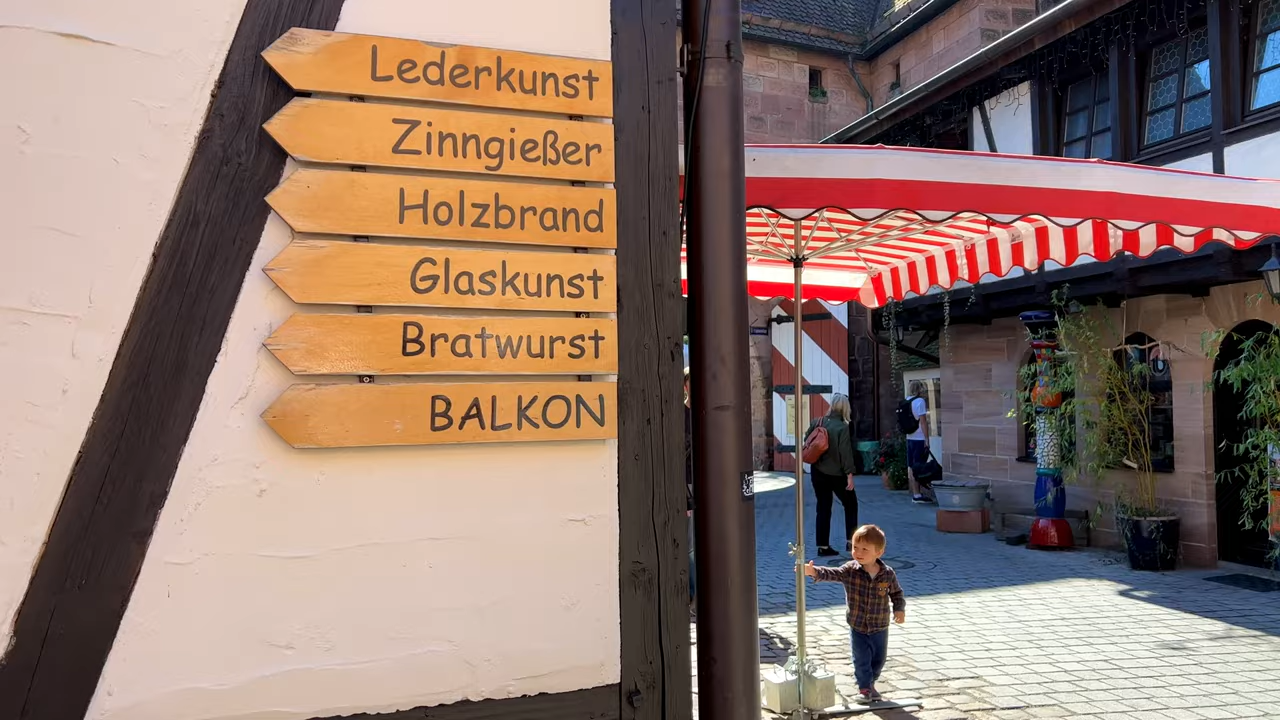 Lederkunst
Zinngießer
Holzbrand
Glaskunst
Bratwurst
BALKON